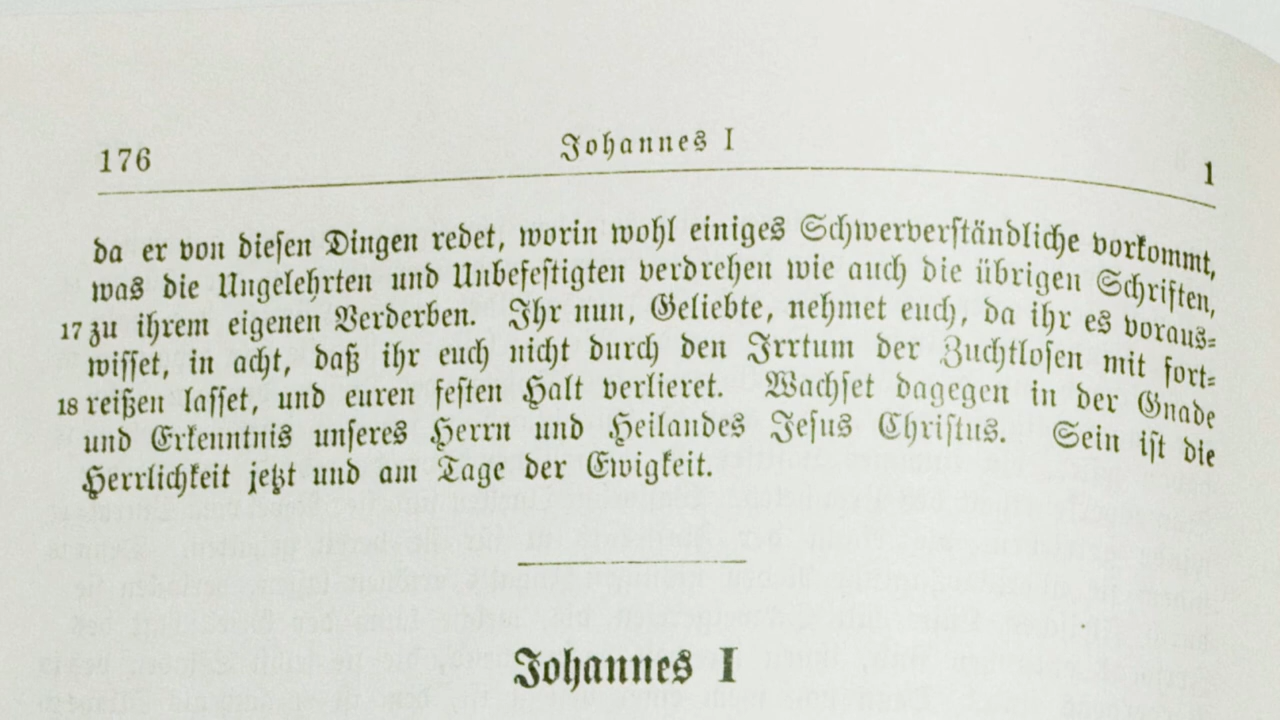 176
Johannes I
1
da er von diesen Dingen redet, worin wohl einiges Schwerverständliche vorkommt,
was die Ungelehrten und Unbefestigten verdrehen wie auch die übrigen Schriften,
17 zu ihrem eigenen Verderben. Ihr nun, Geliebte, nehmet euch, da ihr es voraus-
wisset, in acht, daß ihr euch nicht durch den Irrtum der Zuchtlosen mit fort-
18 reißen lasset, und euren festen Halt verlieret. Wachset dagegen in der Gnade
und Erkenntnis unseres Herrn und Heilandes Jesus Christus. Sein ist die
Herrlichkeit jetzt und am Tage der Ewigkeit.
Johannes I